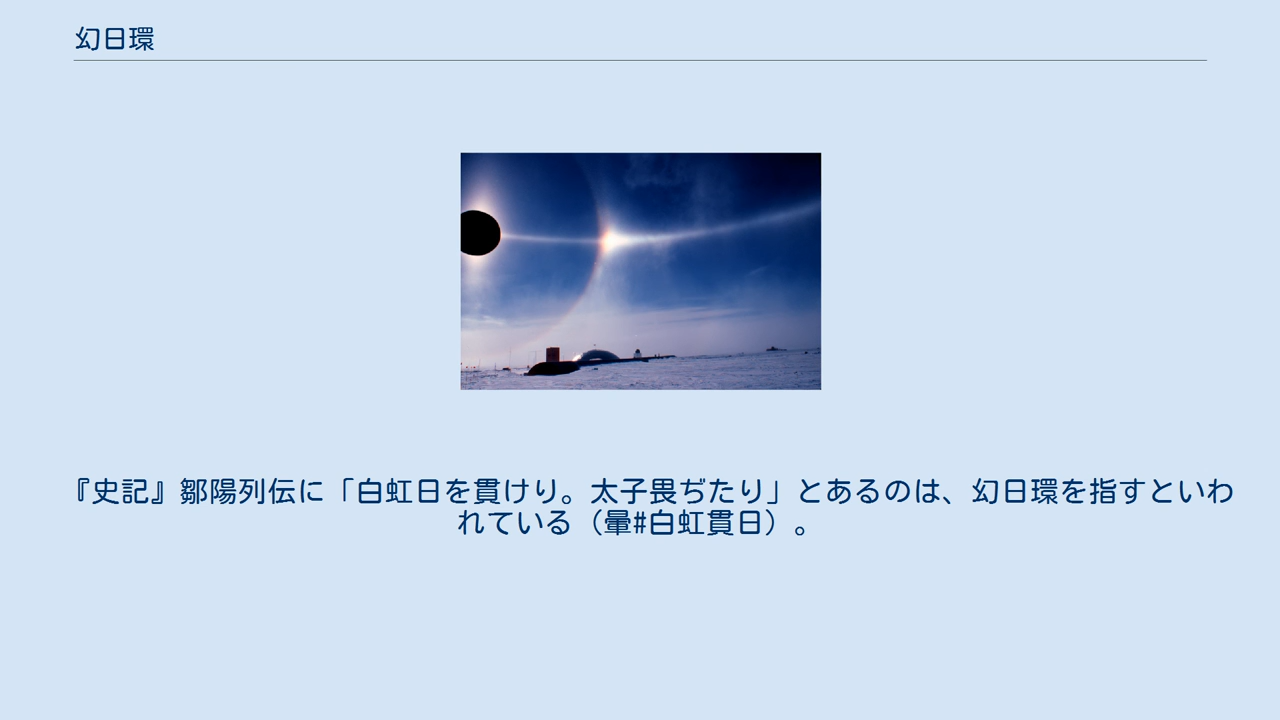 幻日環
『史記』鄒陽列伝に「白虹日を貫けり。太子畏ぢたり」とあるのは、幻日環を指すといわ
れている（暈#白虹貫日）。